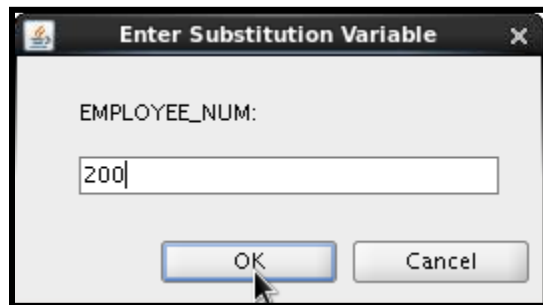 Enter Substitution Variable
EMPLOYEE_NUM:
200
OK
Cancel